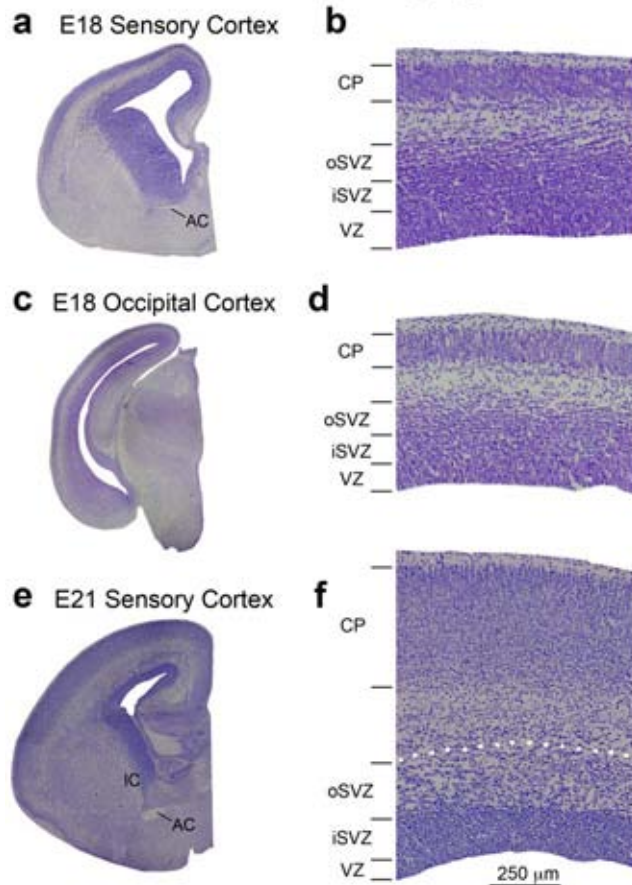 a E18 Sensory Cortex
AC
b
CP
oSVZ
iSVZ
VZ
c E18 Occipital Cortex
d
CP
oSVZ
iSVZ
VZ
e E21 Sensory Cortex
IC
AC
f
CP
oSVZ
iSVZ
VZ
250 µm